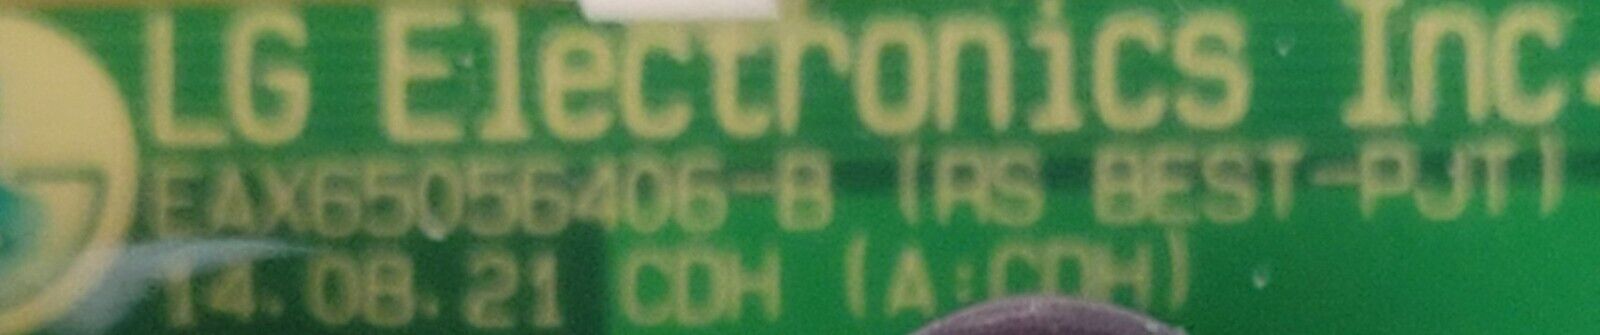 LG Electronics Inc.
EAX65056406-B (RS BEST-PJT)
14.08.21 CDH (A:CDH)